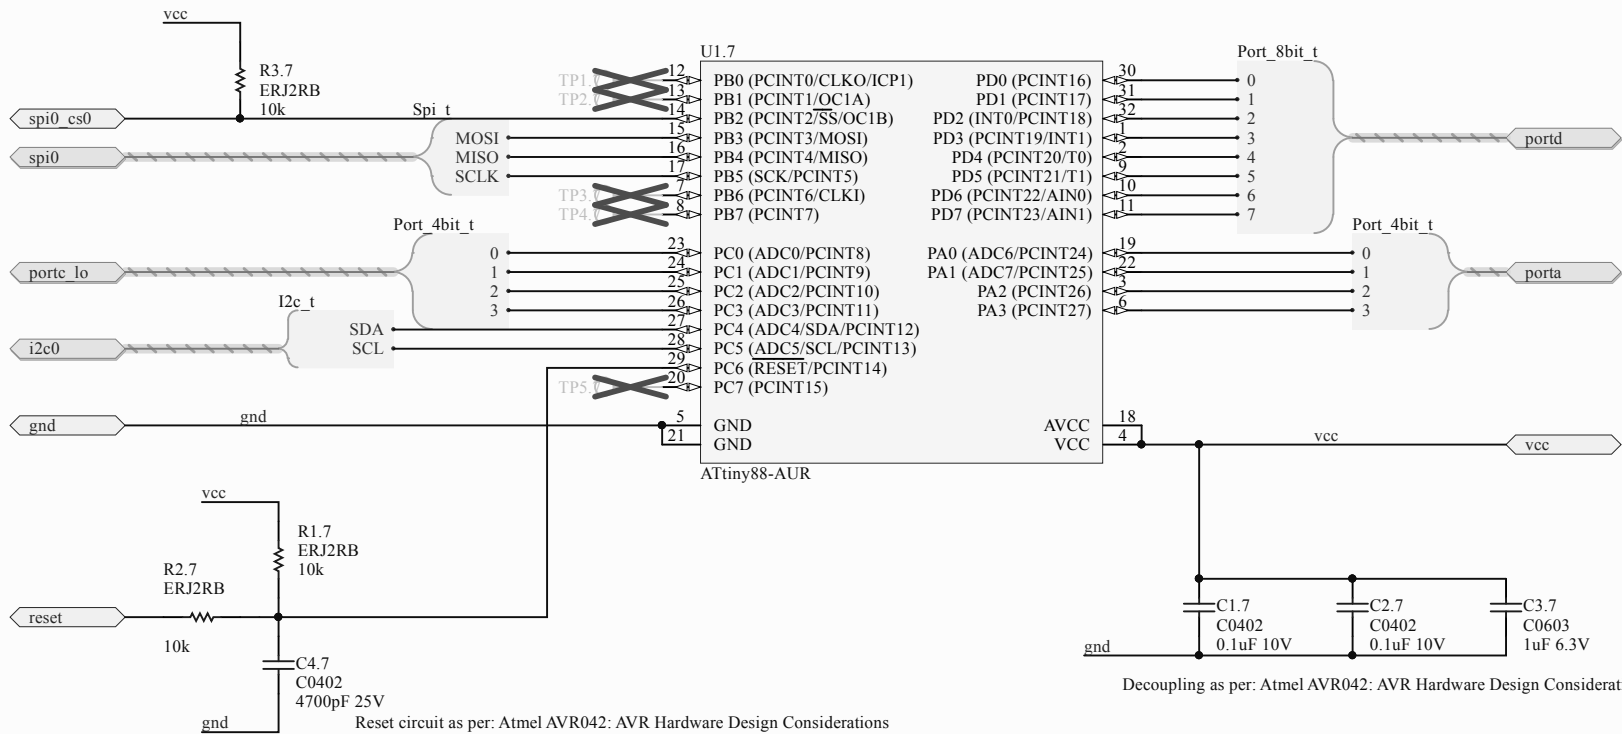 vcc
R3.7
ERJ2RB
10k
spi0_cs0
spi0
Spi_t
MOSI
MISO
SCLK
TP1.
TP2.
TP3.
TP4.
Port_4bit_t
0
1
2
3
portc_lo
I2c_t
SDA
SCL
i2c0
TP5.
gnd
gnd
U1.7
12 PB0 (PCINT0/CLKO/ICP1)
13 PB1 (PCINT1/OC1A)
14 PB2 (PCINT2/SS/OC1B)
15 PB3 (PCINT3/MOSI)
16 PB4 (PCINT4/MISO)
17 PB5 (SCK/PCINT5)
7 PB6 (PCINT6/CLKI)
8 PB7 (PCINT7)
23 PC0 (ADC0/PCINT8)
24 PC1 (ADC1/PCINT9)
25 PC2 (ADC2/PCINT10)
26 PC3 (ADC3/PCINT11)
27 PC4 (ADC4/SDA/PCINT12)
28 PC5 (ADC5/SCL/PCINT13)
29 PC6 (RESET/PCINT14)
20 PC7 (PCINT15)
5 GND
21 GND
PD0 (PCINT16) 30
PD1 (PCINT17) 31
PD2 (INT0/PCINT18) 32
PD3 (PCINT19/INT1) 1
PD4 (PCINT20/T0) 2
PD5 (PCINT21/T1) 9
PD6 (PCINT22/AIN0) 10
PD7 (PCINT23/AIN1) 11
PA0 (ADC6/PCINT24) 19
PA1 (ADC7/PCINT25) 22
PA2 (PCINT26) 3
PA3 (PCINT27) 6
AVCC 18
VCC 4
ATtiny88-AUR
Port_8bit_t
0
1
2
3
4
5
6
7
portd
Port_4bit_t
0
1
2
3
porta
vcc
vcc
vcc
R1.7
ERJ2RB
10k
R2.7
ERJ2RB
10k
reset
C4.7
C0402
4700pF 25V
gnd
Reset circuit as per: Atmel AVR042: AVR Hardware Design Considerations
C1.7
C0402
0.1uF 10V
C2.7
C0402
0.1uF 10V
C3.7
C0603
1uF 6.3V
gnd
Decoupling as per: Atmel AVR042: AVR Hardware Design Considerat